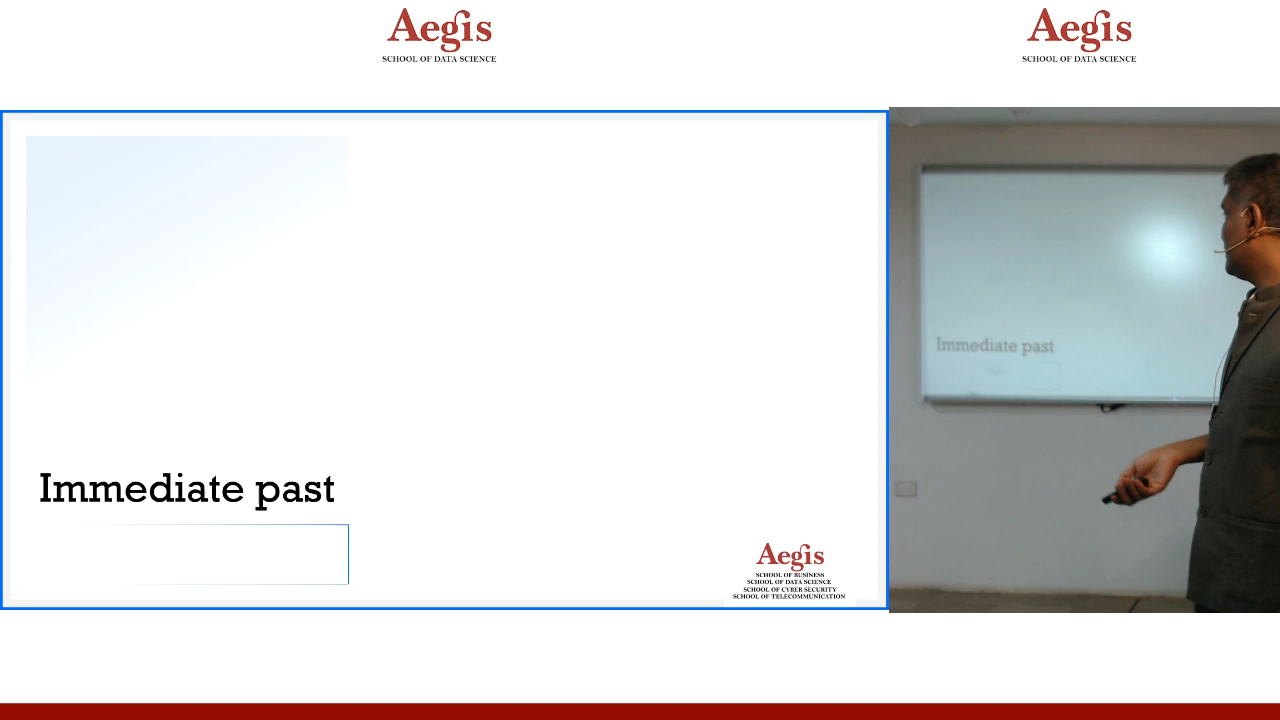 Aegis
SCHOOL OF DATA SCIENCE
Aegis
SCHOOL OF DATA SCIENCE
Immediate past
Immediate past
Aegis
SCHOOL OF BUSINESS
SCHOOL OF DATA SCIENCE
SCHOOL OF CYBER SECURITY
SCHOOL OF TELECOMMUNICATION